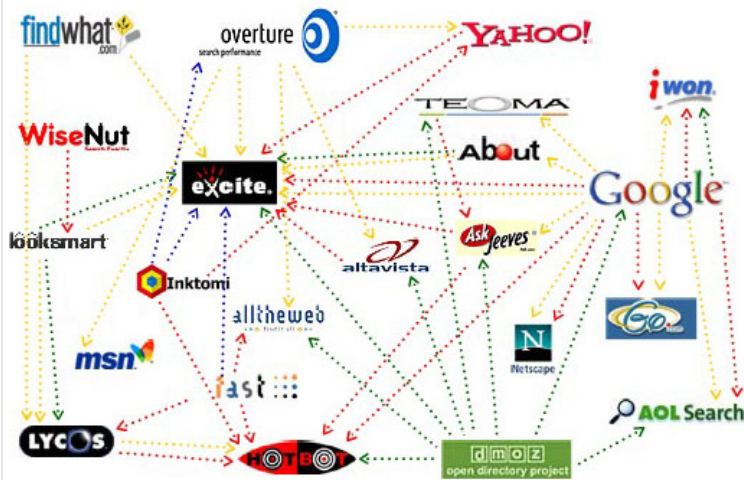 findwhat
.com
overture
search performance
YAHOO!
TEOMA
iwon.
WiseNut
About
excite.
Google
looksmart
Ask
Jeeves
altavista
Inktomi
alltheweb
Go
N
Netscape
msn
fast
AOL Search
LYCOS
HOTBOT
dmoz
open directory project